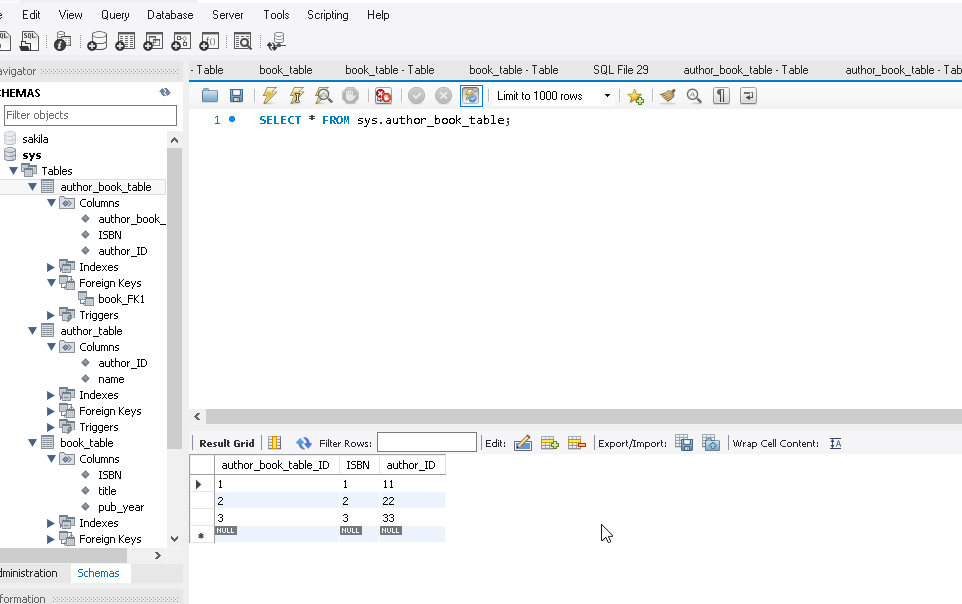 e Edit View Query Database Server Tools Scripting Help
avigator
- Table book_table book_table - Table book_table - Table SQL File 29 author_book_table - Table author_book_table - Tab
CHEMAS
Filter objects
Limit to 1000 rows
1 SELECT * FROM sys.author_book_table;
sakila
sys
Tables
author_book_table
Columns
author_book_
ISBN
author_ID
Indexes
Foreign Keys
book_FK1
Triggers
author_table
Columns
author_ID
name
Indexes
Foreign Keys
Triggers
book_table
Columns
ISBN
title
pub_year
Indexes
Foreign Keys
Result Grid Filter Rows: Edit: Export/Import: Wrap Cell Content:
author_book_table_ID ISBN author_ID
1 1 11
2 2 22
3 3 33
NULL NULL NULL
dministration Schemas
formation